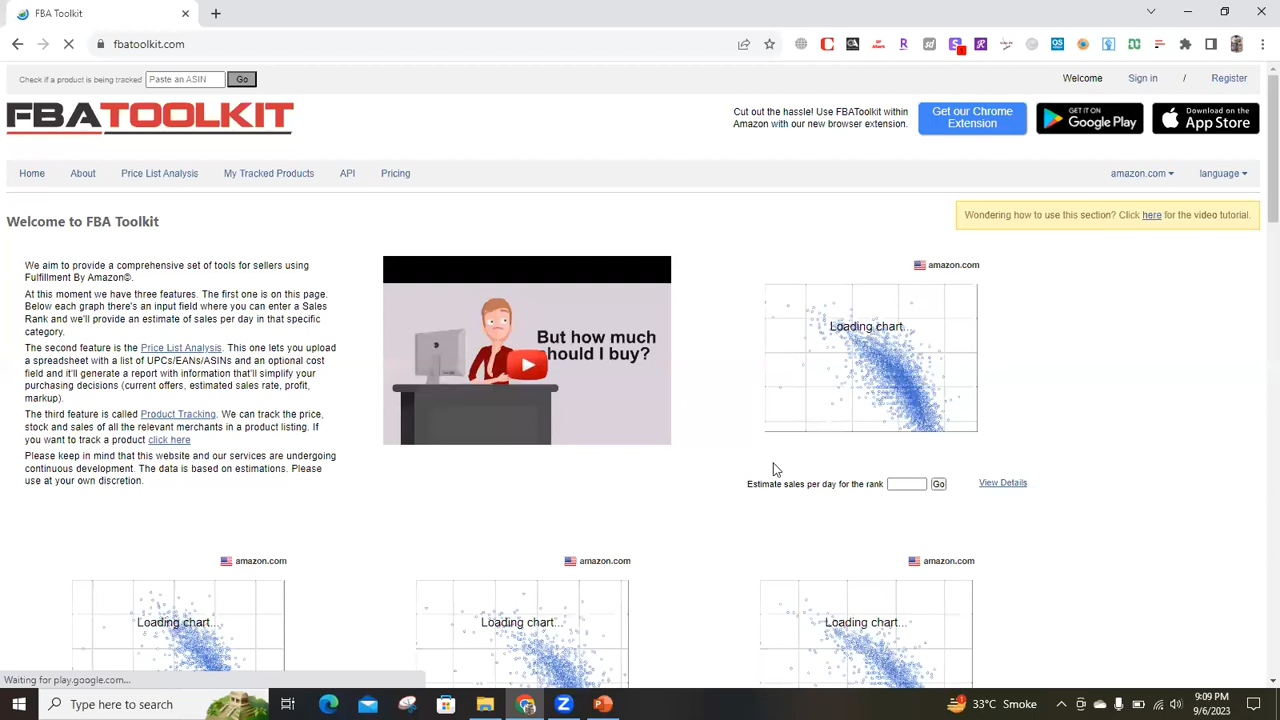 FBA Toolkit
fbatoolkit.com
Check if a product is being tracked Paste an ASIN Go
Welcome Sign in / Register
FBATOOLKIT
Cut out the hassle! Use FBAToolkit within
Amazon with our new browser extension.
Get our Chrome
Extension
GET IT ON
Google Play
Download on the
App Store
Home About Price List Analysis My Tracked Products API Pricing amazon.com language
Welcome to FBA Toolkit
Wondering how to use this section? Click here for the video tutorial.
We aim to provide a comprehensive set of tools for sellers using
Fulfillment By Amazon©.
At this moment we have three features. The first one is on this page.
Below each graph there's an input field where you can enter a Sales
Rank and we'll provide an estimate of sales per day in that specific
category.
The second feature is the Price List Analysis. This one lets you
upload a spreadsheet with a list of UPCs/EANs/ASINs and an optional cost
field and it'll generate a report with information that'll simplify your
purchasing decisions (current offers, estimated sales rate, profit,
markup).
The third feature is called Product Tracking. We can track the price,
stock and sales of all the relevant merchants in a product listing. If
you want to track a product click here
Please keep in mind that this website and our services are undergoing
continuous development. The data is based on estimations. Please
use at your own discretion.
But how much
should I buy?
amazon.com
Loading chart...
Estimate sales per day for the rank Go View Details
amazon.com
Loading chart...
amazon.com
Loading chart...
amazon.com
Loading chart...
Waiting for play.google.com...
Type here to search
33°C Smoke
9:09 PM
9/6/2023